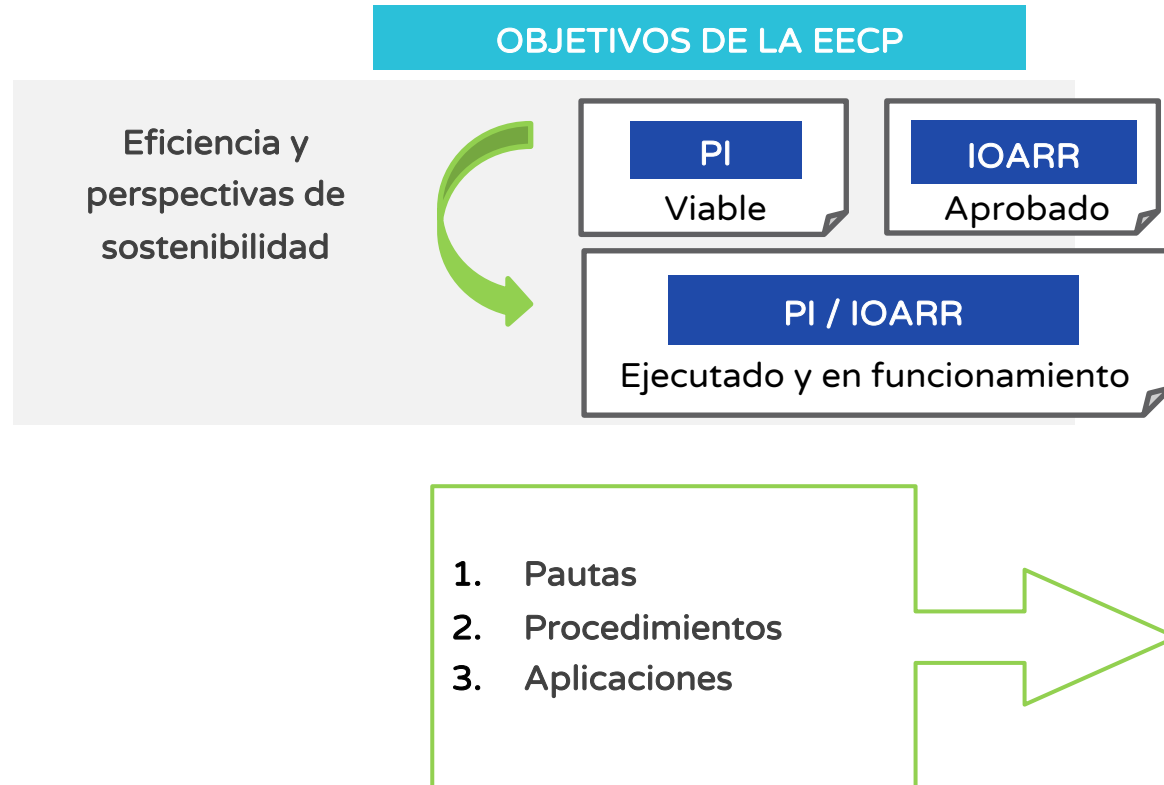 OBJETIVOS DE LA EECP
Eficiencia y
perspectivas de
sostenibilidad
PI
Viable
IOARR
Aprobado
PI / IOARR
Ejecutado y en funcionamiento
1. Pautas
2. Procedimientos
3. Aplicaciones